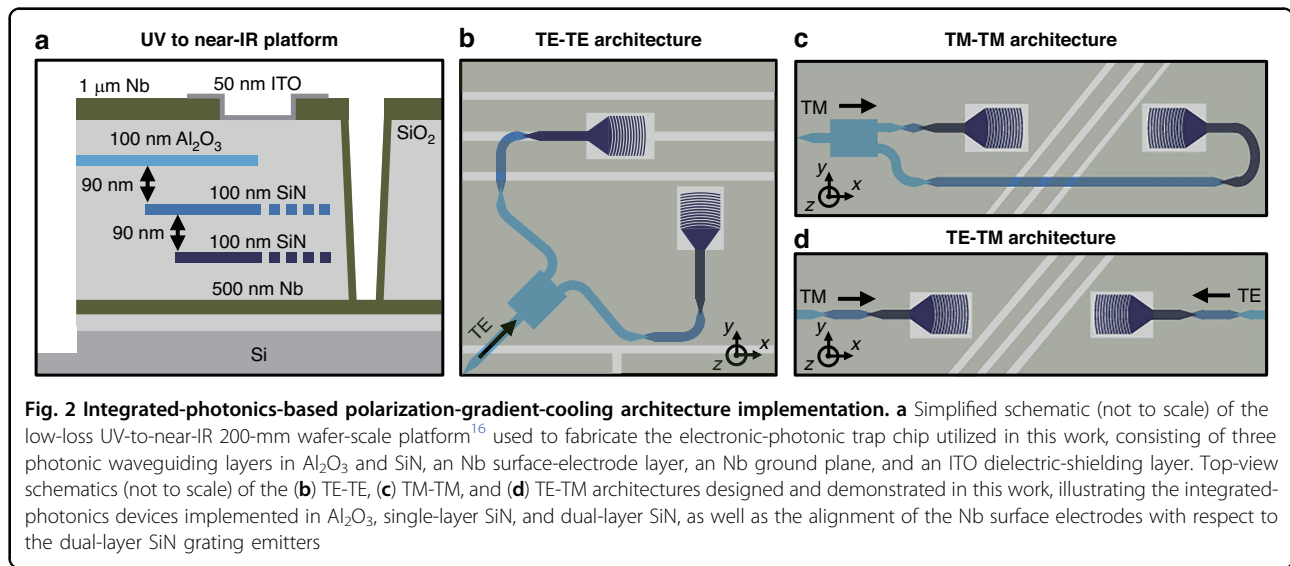 a UV to near-IR platform
1 μm Nb
50 nm ITO
SiO2
100 nm Al2O3
90 nm
100 nm SiN
90 nm
100 nm SiN
500 nm Nb
Si
b TE-TE architecture
TE
y
x
z
c TM-TM architecture
TM
y
x
z
d TE-TM architecture
TM
TE
y
x
z
Fig. 2 Integrated-photonics-based polarization-gradient-cooling architecture implementation. a Simplified schematic (not to scale) of the
low-loss UV-to-near-IR 200-mm wafer-scale platform16 used to fabricate the electronic-photonic trap chip utilized in this work, consisting of three
photonic waveguiding layers in Al2O3 and SiN, an Nb surface-electrode layer, an Nb ground plane, and an ITO dielectric-shielding layer. Top-view
schematics (not to scale) of the (b) TE-TE, (c) TM-TM, and (d) TE-TM architectures designed and demonstrated in this work, illustrating the integrated-
photonics devices implemented in Al2O3, single-layer SiN, and dual-layer SiN, as well as the alignment of the Nb surface electrodes with respect to
the dual-layer SiN grating emitters